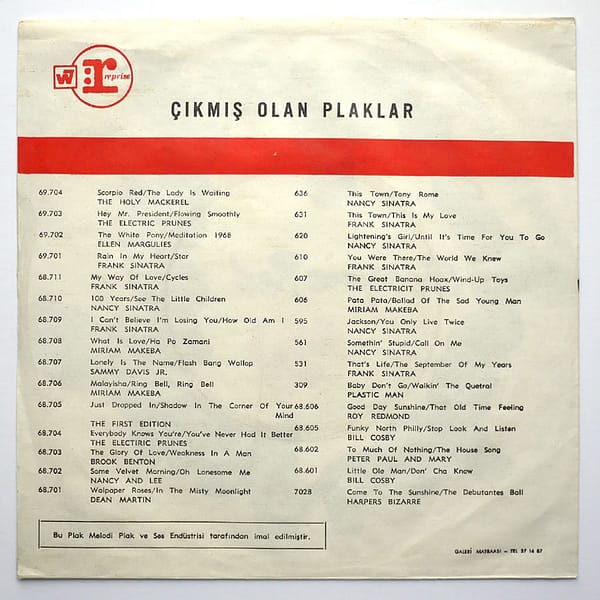 W
r
reprise
ÇIKMIŞ OLAN PLAKLAR
69.704 Scorpio Red/The Lady Is Waiting
THE HOLY MACKEREL
69.703 Hey Mr. President/Flowing Smoothly
THE ELECTRIC PRUNES
69.702 The White Pony/Meditation 1968
ELLEN MARGULIES
69.701 Rain In My Heart/Star
FRANK SINATRA
68.711 My Way Of Love/Cycles
FRANK SINATRA
68.710 100 Years/See The Little Children
NANCY SINATRA
68.709 I Can't Believe I'm Losing You/How Old Am I
FRANK SINATRA
68.708 What Is Love/Ha Po Zamani
MIRIAM MAKEBA
68.707 Lonely Is The Name/Flash Bang Wallop
SAMMY DAVIS JR.
68.706 Malayisha/Ring Bell, Ring Bell
MIRIAM MAKEBA
68.705 Just Dropped In/Shadow In The Corner Of Your
Mind
THE FIRST EDITION
68.704 Everybody Knows You're/You've Never Had It Better
THE ELECTRIC PRUNES
68.703 The Glory Of Love/Weakness In A Man
BROOK BENTON
68.702 Some Velvet Morning/Oh Lonesome Me
NANCY AND LEE
68.701 Walpaper Roses/In The Misty Moonlight
DEAN MARTIN
636 This Town/Tony Rome
NANCY SINATRA
631 This Town/This Is My Love
FRANK SINATRA
620 Lightening's Girl/Until It's Time For You To Go
NANCY SINATRA
610 You Were There/The World We Knew
FRANK SINATRA
607 The Great Banana Hoax/Wind-Up Toys
THE ELECTRICIT PRUNES
606 Pata Pata/Ballad Of The Sad Young Man
MIRIAM MAKEBA
595 Jackson/You Only Live Twice
NANCY SINATRA
561 Somethin' Stupid/Call On Me
NANCY SINATRA
531 That's Life/The September Of My Years
FRANK SINATRA
309 Baby Don't Go/Walkin' The Quetral
PLASTIC MAN
68.606 Good Day Sunshine/That Old Time Feeling
ROY REDMOND
68.605 Funky North Philly/Stop Look And Listen
BILL COSBY
68.602 To Much Of Nothing/The House Song
PETER PAUL AND MARY
68.601 Little Ole Man/Don' Cha Know
BILL COSBY
7028 Come To The Sunshine/The Debutantes Ball
HARPERS BIZARRE
Bu Plak Melodi Plak ve Ses Endüstrisi tarafından imal edilmiştir.
GALERİ MATBAASI – TEL 27 14 67